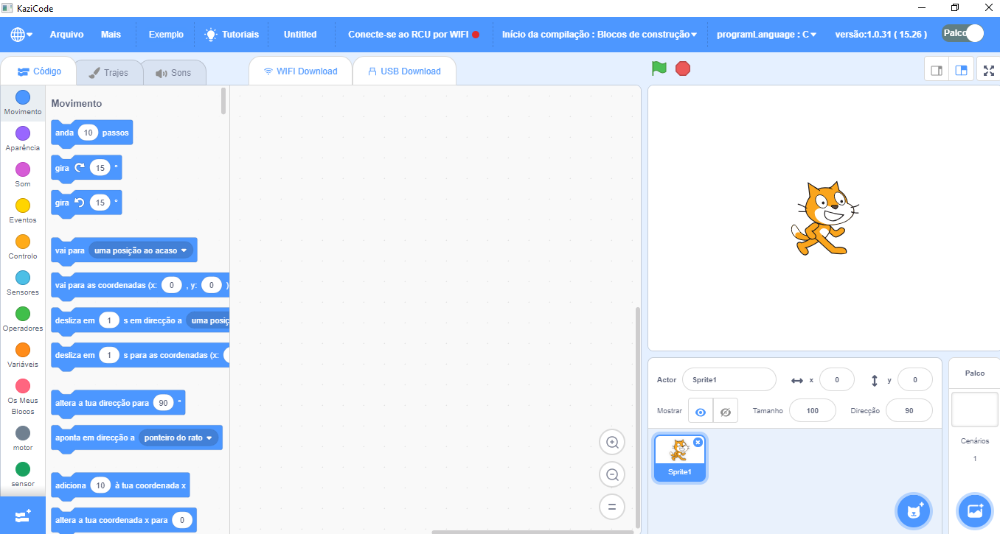 KaziCode
Arquivo Mais Exemplo Tutoriais Untitled Conecte-se ao RCU por WIFI Início da compilação : Blocos de construção programLanguage : C versão:1.0.31 ( 15.26 ) Palco
Código Trajes Sons WIFI Download USB Download
Movimento
Aparência
Som
Eventos
Controlo
Sensores
Operadores
Variáveis
Os Meus
Blocos
motor
sensor
Movimento
anda 10 passos
gira 15 °
gira 15 °
vai para uma posição ao acaso
vai para as coordenadas (x: 0 , y: 0 )
desliza em 1 s em direcção a uma posiç
desliza em 1 s para as coordenadas (x:
altera a tua direcção para 90 °
aponta em direcção a ponteiro do rato
adiciona 10 à tua coordenada x
altera a tua coordenada x para 0
Actor Sprite1 x 0 y 0
Mostrar Tamanho 100 Direcção 90
Sprite1
Palco
Cenários
1